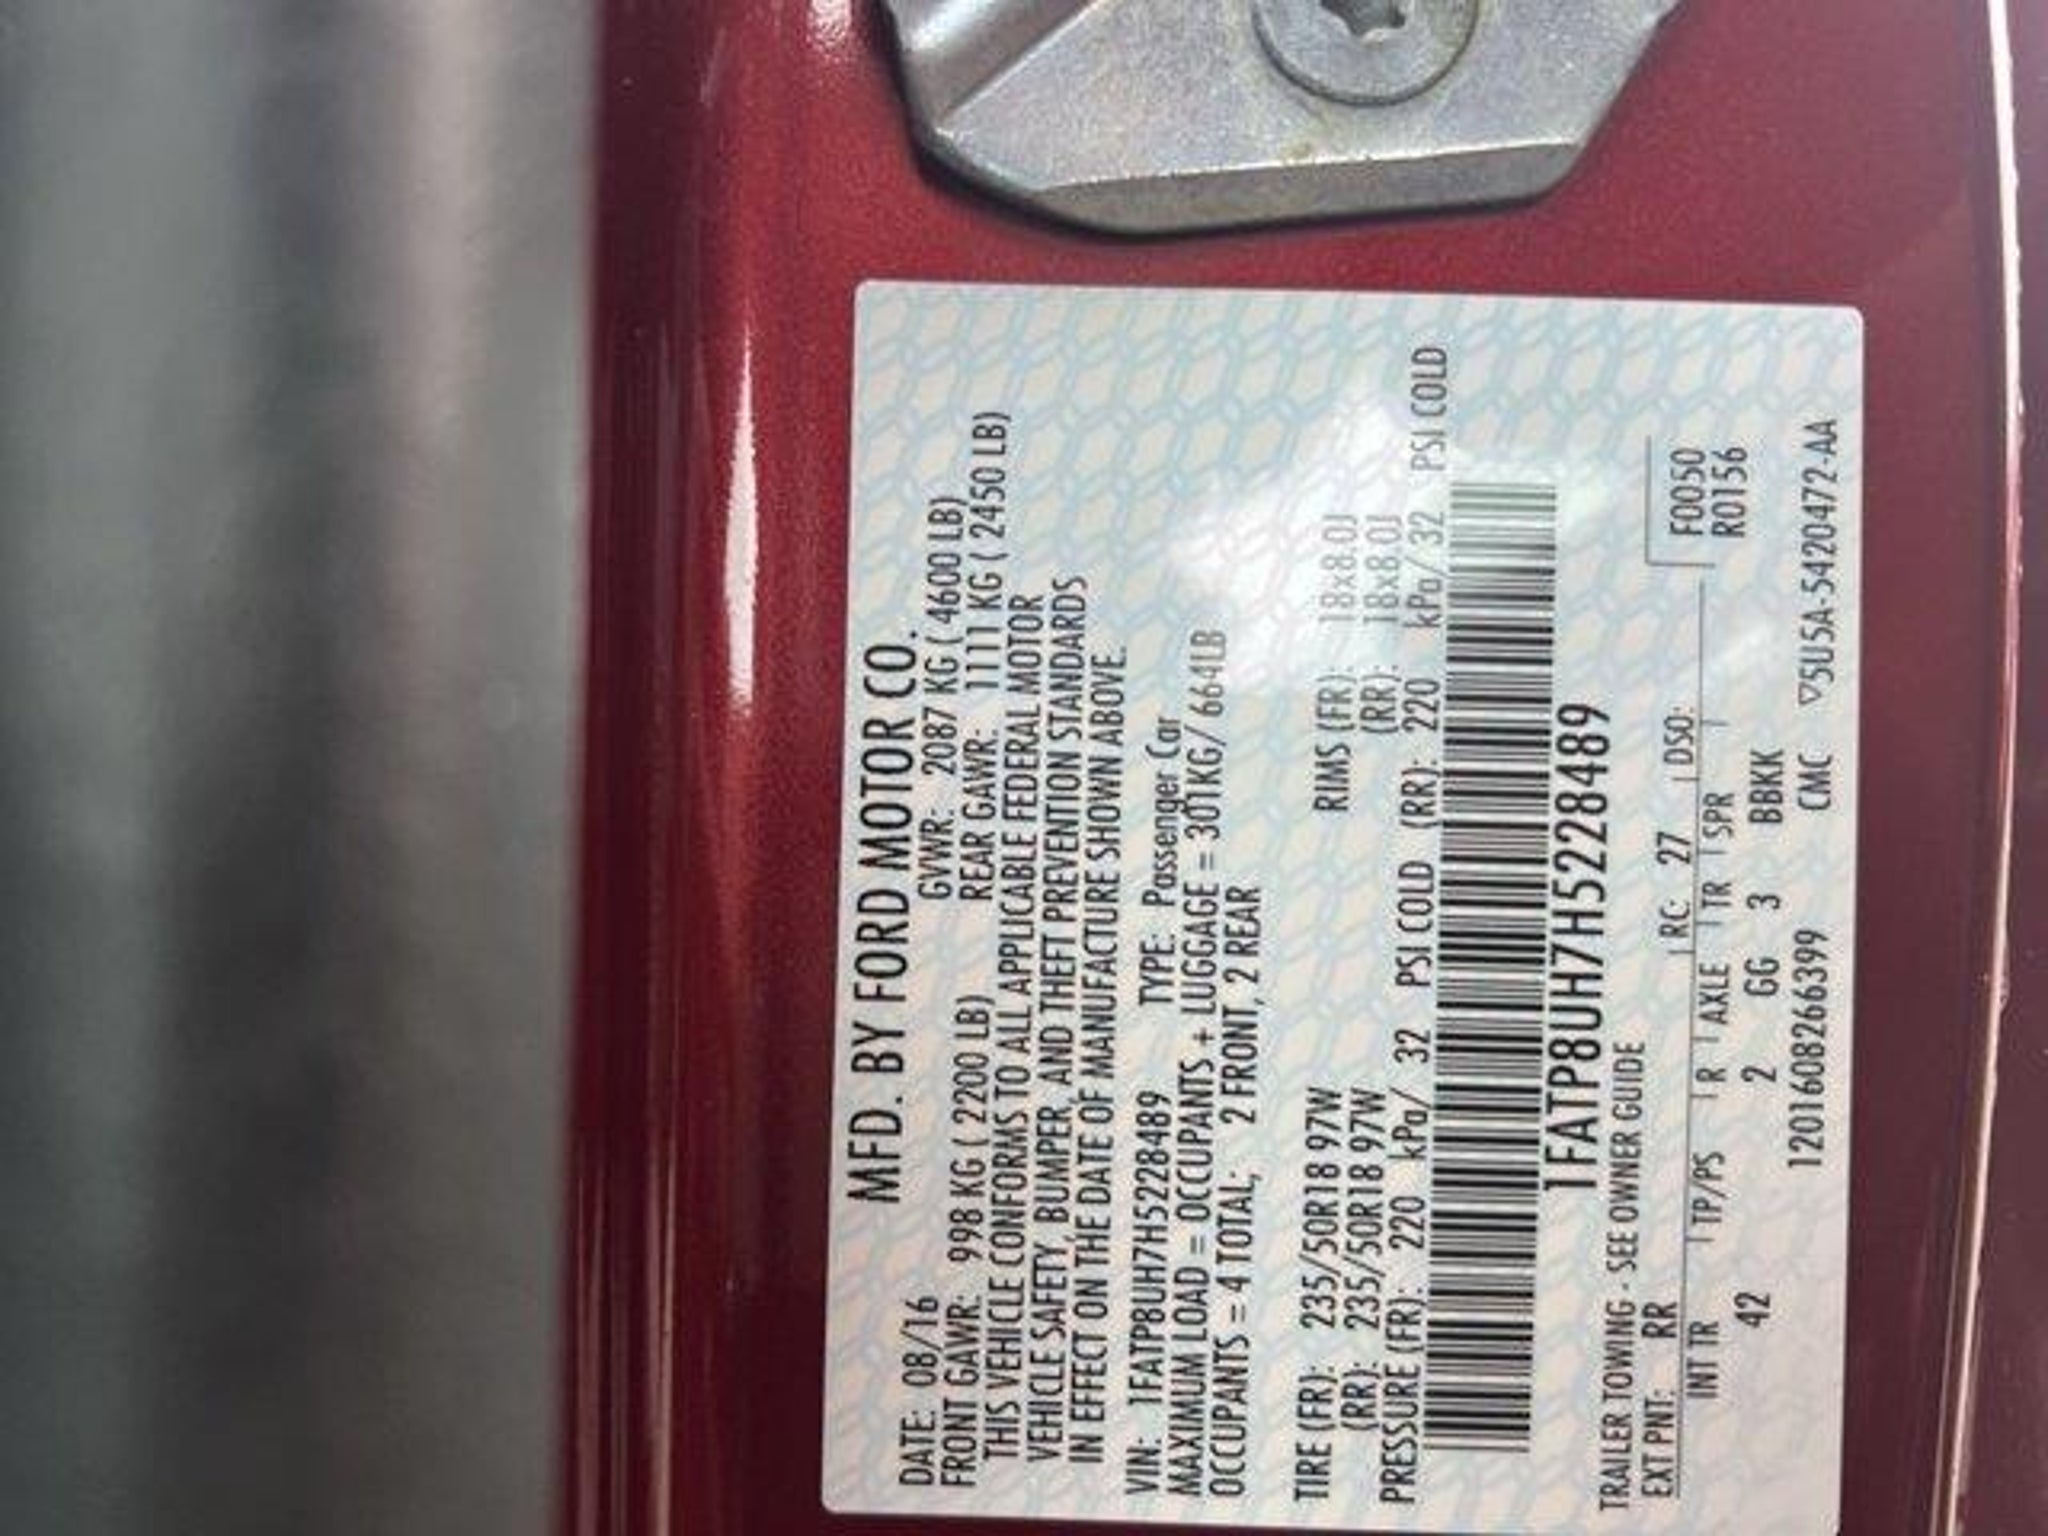 MFD. BY FORD MOTOR CO.
DATE: 08/16 GVWR: 2087 KG ( 4600 LB)
FRONT GAWR: 998 KG ( 2200 LB) REAR GAWR: 1111 KG ( 2450 LB)
THIS VEHICLE CONFORMS TO ALL APPLICABLE FEDERAL MOTOR
VEHICLE SAFETY, BUMPER, AND THEFT PREVENTION STANDARDS
IN EFFECT ON THE DATE OF MANUFACTURE SHOWN ABOVE.
VIN: 1FATP8UH7H5228489 TYPE: Passenger Car
MAXIMUM LOAD = OCCUPANTS + LUGGAGE = 301KG/ 664LB
OCCUPANTS = 4 TOTAL; 2 FRONT, 2 REAR
TIRE (FR): 235/50R18 97W RIMS (FR): 18x8.0J
(RR): 235/50R18 97W (RR): 18x8.0J
PRESSURE (FR): 220 kPa/ 32 PSI COLD (RR): 220 kPa/ 32 PSI COLD
1FATP8UH7H5228489
TRAILER TOWING - SEE OWNER GUIDE
EXT PNT: RR RC: 27 DSO: F0050
INT TR TP/PS R AXLE TR SPR R0156
42 2 GG 3 BBKK
1201608266399 CMC ▽5U5A-5420472-AA